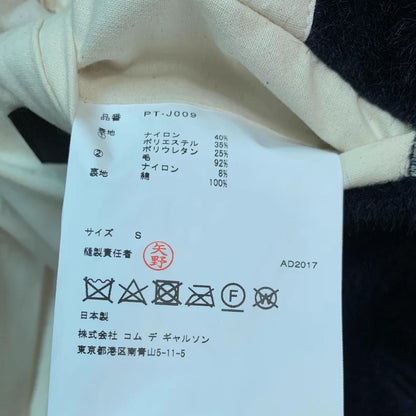 品番 PT-J009
表地 ナイロン 40%
ポリエステル 35%
② ポリウレタン 25%
毛 92%
ナイロン 8%
裏地 綿 100%
サイズ S
縫製責任者 矢野
AD2017
F W
日本製
株式会社 コム デ ギャルソン
東京都港区南青山5-11-5